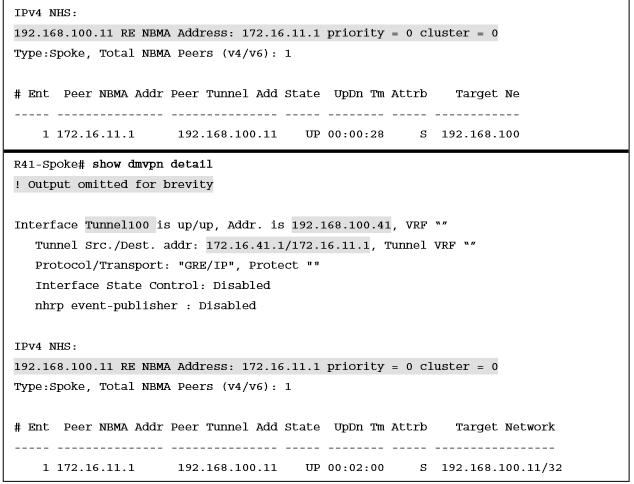 IPv4 NHS:
192.168.100.11 RE NBMA Address: 172.16.11.1 priority = 0 cluster = 0
Type:Spoke, Total NBMA Peers (v4/v6): 1
# Ent  Peer NBMA Addr Peer Tunnel Add State  UpDn Tm Attrb    Target Ne
----- --------------- --------------- ----- -------- ----- ------------
    1 172.16.11.1      192.168.100.11    UP 00:00:28     S  192.168.100
R41-Spoke# show dmvpn detail
! Output omitted for brevity
Interface Tunnel100 is up/up, Addr. is 192.168.100.41, VRF “”
   Tunnel Src./Dest. addr: 172.16.41.1/172.16.11.1, Tunnel VRF “”
   Protocol/Transport: "GRE/IP", Protect ""
   Interface State Control: Disabled
   nhrp event-publisher : Disabled
IPv4 NHS:
192.168.100.11 RE NBMA Address: 172.16.11.1 priority = 0 cluster = 0
Type:Spoke, Total NBMA Peers (v4/v6): 1
# Ent  Peer NBMA Addr Peer Tunnel Add State  UpDn Tm Attrb    Target Network
----- --------------- --------------- ----- -------- ----- -----------------
    1 172.16.11.1      192.168.100.11    UP 00:02:00     S  192.168.100.11/32